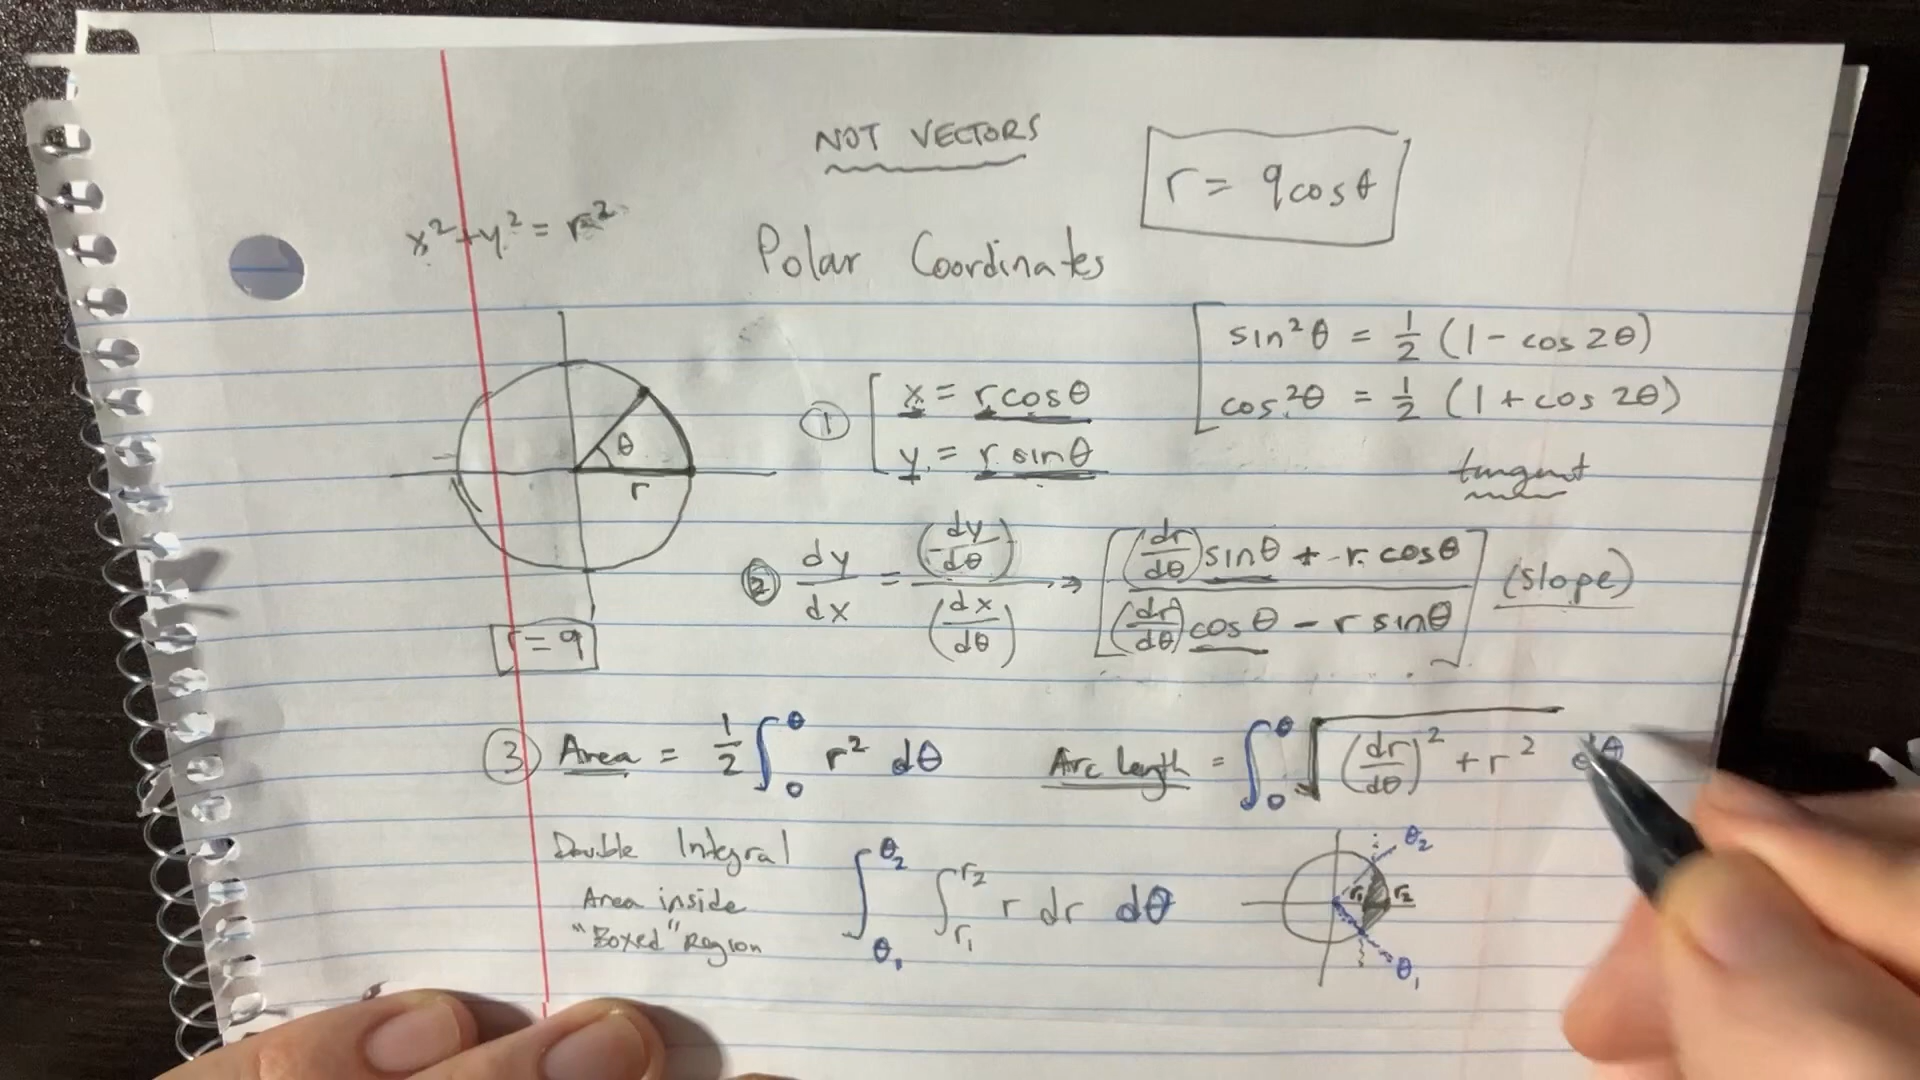 NOT VECTORS
r = 9cosθ
x² + y² = r²
Polar Coordinates
sin²θ = 1/2 (1 - cos 2θ)
cos²θ = 1/2 (1 + cos 2θ)
θ
r
r = 9
① x = r cosθ
y = r sinθ
tangent
② dy/dx = (dy/dθ)/(dx/dθ) → [(dr/dθ) sinθ + r cosθ]/[(dr/dθ) cosθ - r sinθ] (slope)
③ Area = 1/2 ∫₀^θ r² dθ
Arc length = ∫₀^θ √((dr/dθ)² + r²) dθ
Double Integral
Area inside
"Boxed" Region
∫_θ₁^θ₂ ∫_r₁^r₂ r dr dθ
θ₂
r₁ r₂
θ₁